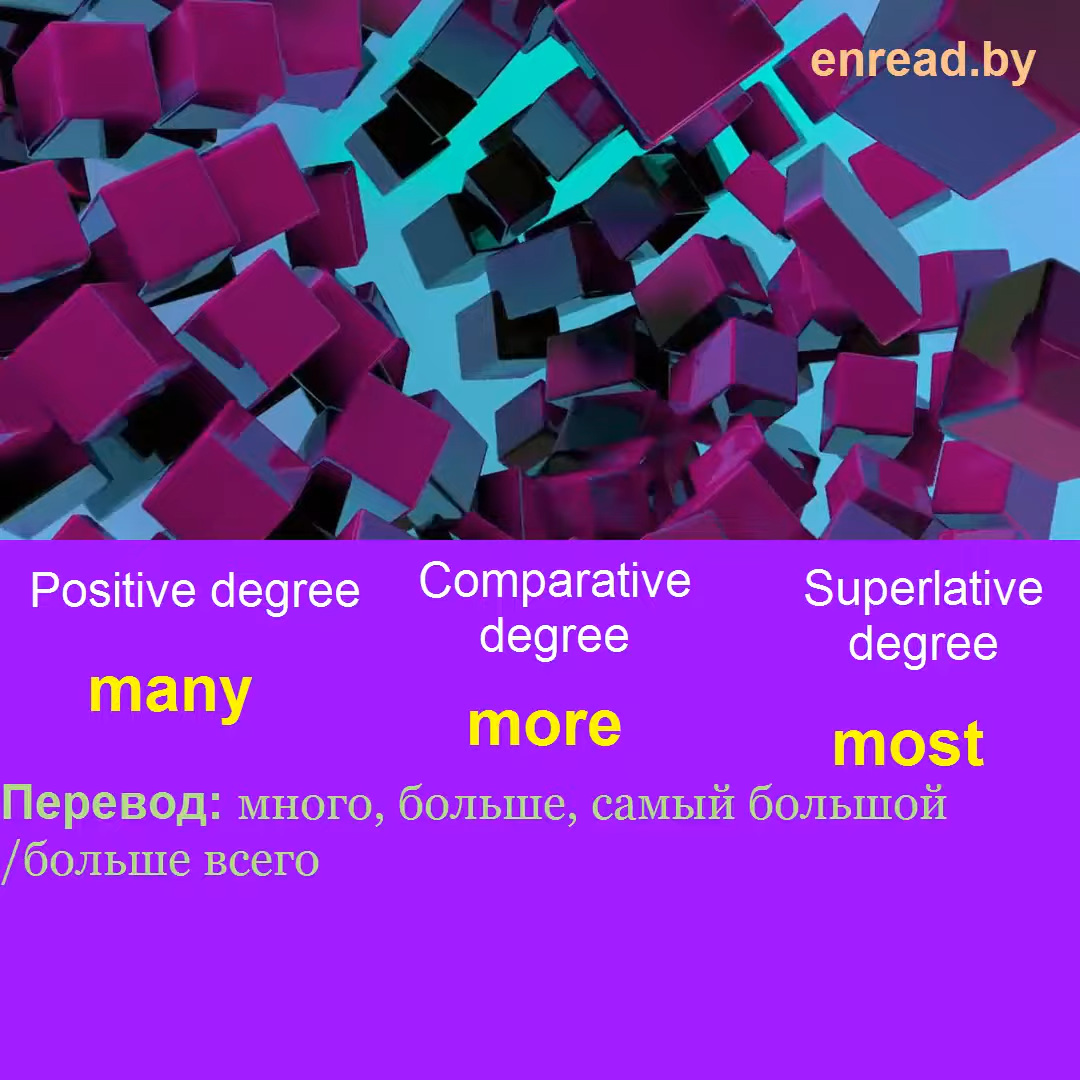 enread.by
Positive degree
many
Comparative
degree
more
Superlative
degree
most
Перевод: много, больше, самый большой
/больше всего